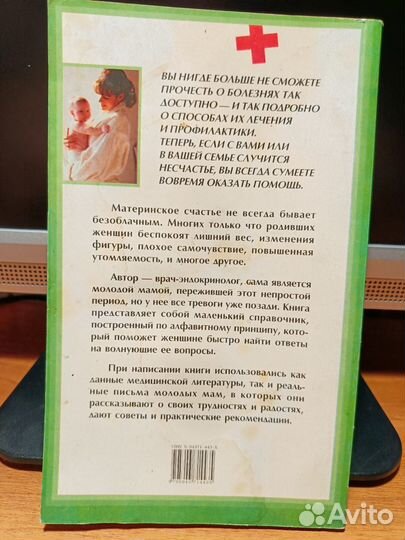 ВЫ НИГДЕ БОЛЬШЕ НЕ СМОЖЕТЕ
ПРОЧЕСТЬ О БОЛЕЗНЯХ ТАК
ДОСТУПНО — И ТАК ПОДРОБНО
О СПОСОБАХ ИХ ЛЕЧЕНИЯ
И ПРОФИЛАКТИКИ.
ТЕПЕРЬ, ЕСЛИ С ВАМИ ИЛИ
В ВАШЕЙ СЕМЬЕ СЛУЧИТСЯ
НЕСЧАСТЬЕ, ВЫ ВСЕГДА СУМЕЕТЕ
ВОВРЕМЯ ОКАЗАТЬ ПОМОЩЬ.
Материнское счастье не всегда бывает
безоблачным. Многих только что родивших
женщин беспокоят лишний вес, изменения
фигуры, плохое самочувствие, повышенная
утомляемость, и многое другое.
Автор — врач-эндокринолог, сама является
молодой мамой, пережившей этот непростой
период, но у нее все тревоги уже позади. Книга
представляет собой маленький справочник,
построенный по алфавитному принципу, кото-
рый поможет женщине быстро найти ответы
на волнующие ее вопросы.
При написании книги использовались как
данные медицинской литературы, так и реаль-
ные письма молодых мам, в которых они
рассказывают о своих трудностях и радостях,
дают советы и практические рекомендации.
Avito